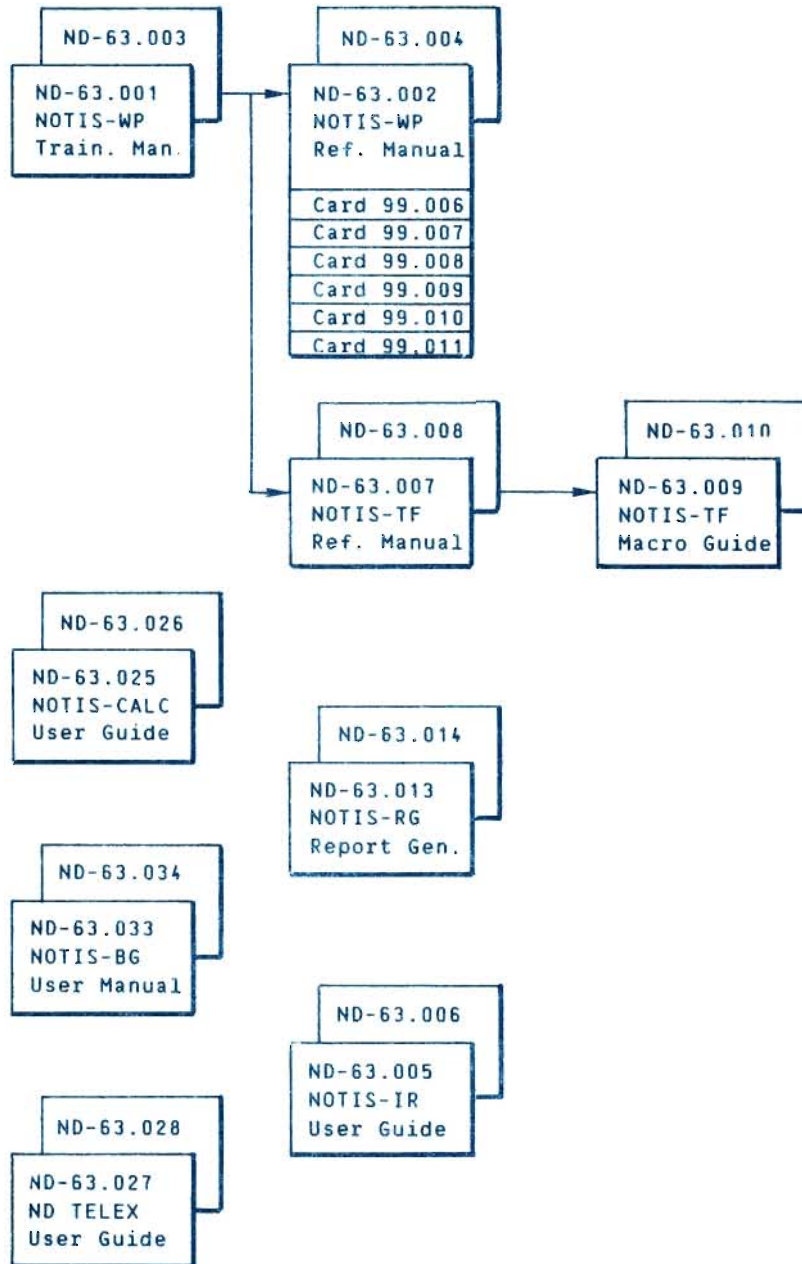 ND-63.003
ND-63.001
NOTIS-WP
Train. Man.
ND-63.004
ND-63.002
NOTIS-WP
Ref. Manual
Card 99.006
Card 99.007
Card 99.008
Card 99.009
Card 99.010
Card 99.011
ND-63.008
ND-63.007
NOTIS-TF
Ref. Manual
ND-63.010
ND-63.009
NOTIS-TF
Macro Guide
ND-63.026
ND-63.025
NOTIS-CALC
User Guide
ND-63.014
ND-63.013
NOTIS-RG
Report Gen.
ND-63.034
ND-63.033
NOTIS-BG
User Manual
ND-63.006
ND-63.005
NOTIS-IR
User Guide
ND-63.028
ND-63.027
ND TELEX
User Guide